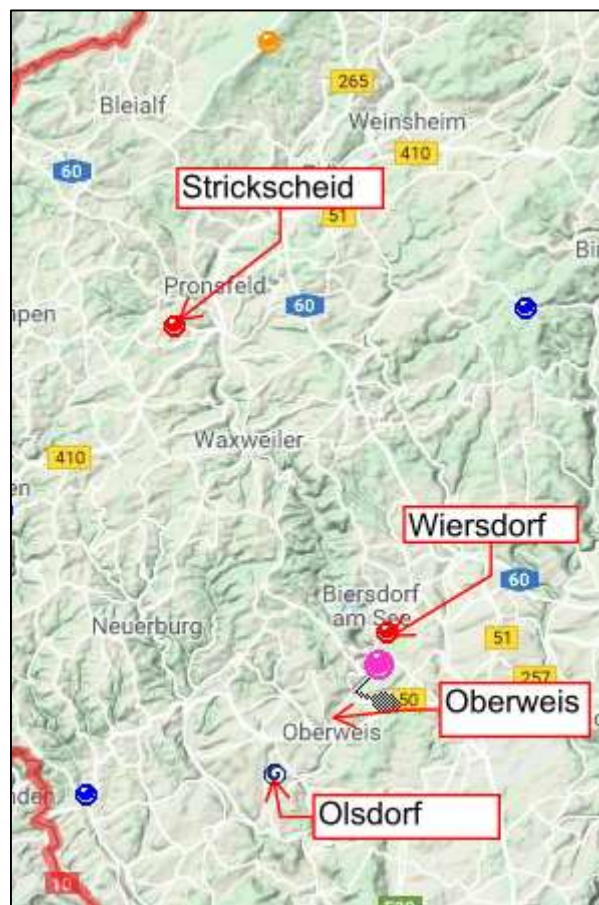 265
Bleialf
Weinsheim
410
60
Strickscheid
51
Pronsfeld
60
Waxweiler
410
Wiersdorf
60
Biersdorf
am See
Neuerburg
51
257
50
Oberweis
Oberweis
Olsdorf
10